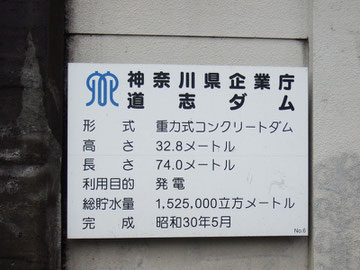 神奈川県企業庁
道志ダム
形式 重力式コンクリートダム
高さ 32.8メートル
長さ 74.0メートル
利用目的 発電
総貯水量 1,525,000立方メートル
完成 昭和30年5月
No.6